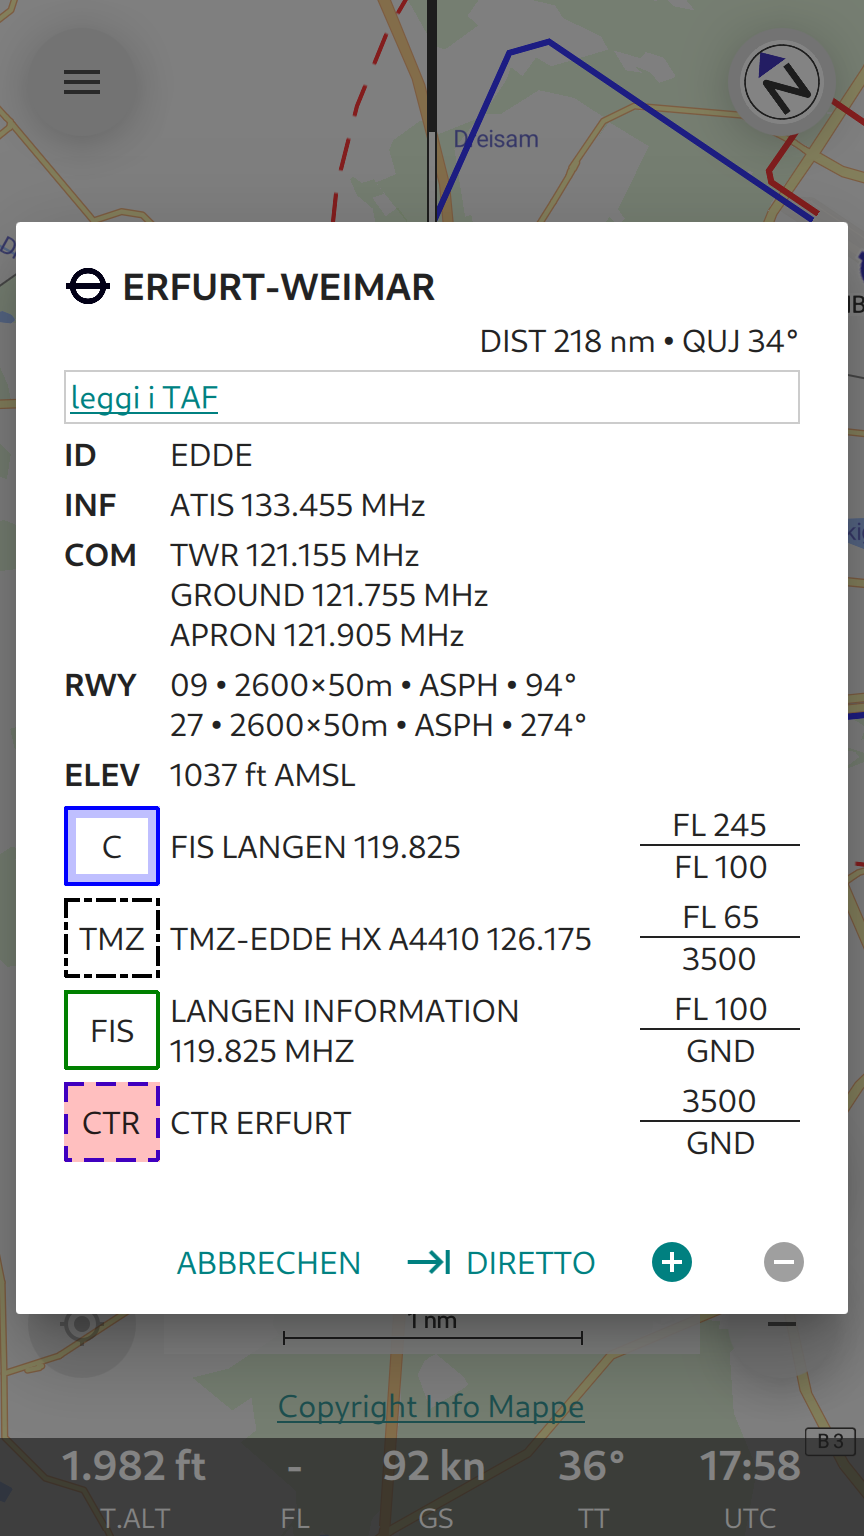 Dreisam
N
ERFURT-WEIMAR
DIST 218 nm • QUJ 34°
leggi i TAF
ID EDDE
INF ATIS 133.455 MHz
COM TWR 121.155 MHz
GROUND 121.755 MHz
APRON 121.905 MHz
RWY 09 • 2600×50m • ASPH • 94°
27 • 2600×50m • ASPH • 274°
ELEV 1037 ft AMSL
C FIS LANGEN 119.825 FL 245
FL 100
TMZ TMZ-EDDE HX A4410 126.175 FL 65
3500
FIS LANGEN INFORMATION FL 100
119.825 MHZ GND
CTR CTR ERFURT 3500
GND
ABBRECHEN DIRETTO
1 nm
Copyright Info Mappe
B 3
1.982 ft - 92 kn 36° 17:58
T.ALT FL GS TT UTC